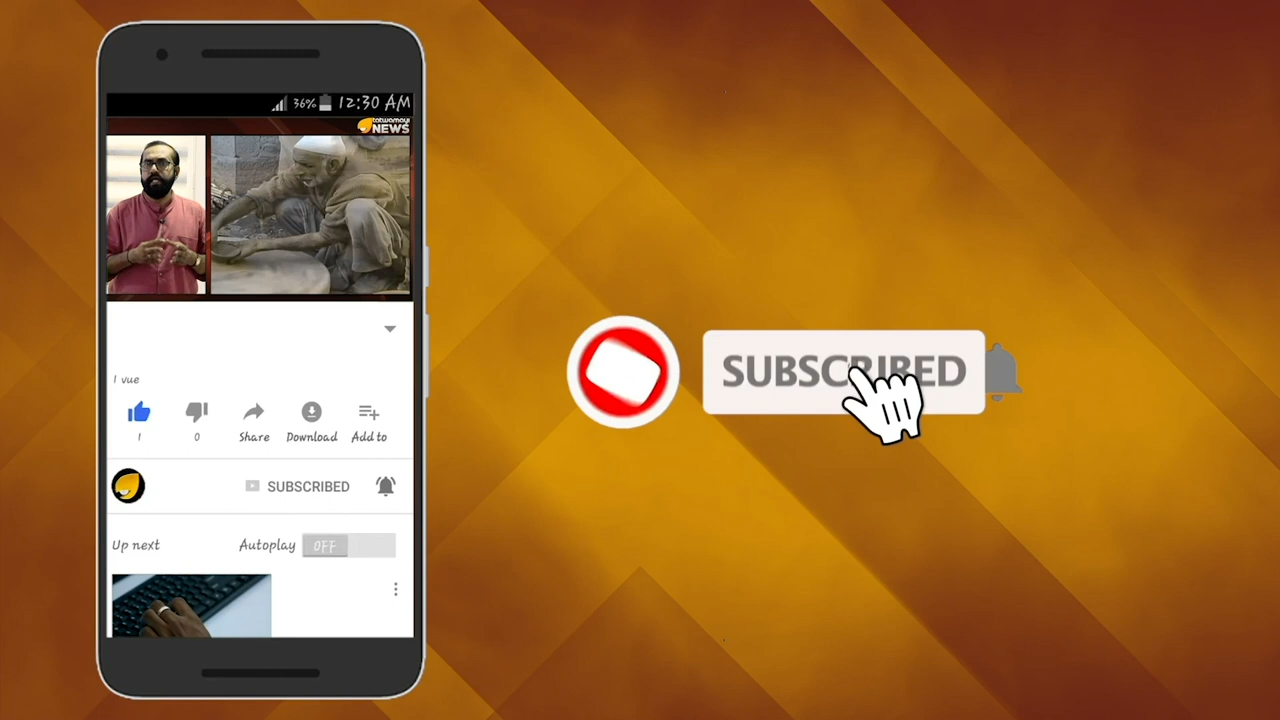 36% 12:30 AM
tatwamayi
NEWS
1 vue
1
0
Share
Download
Add to
SUBSCRIBED
Up next
Autoplay
OFF
SUBSCRIBED